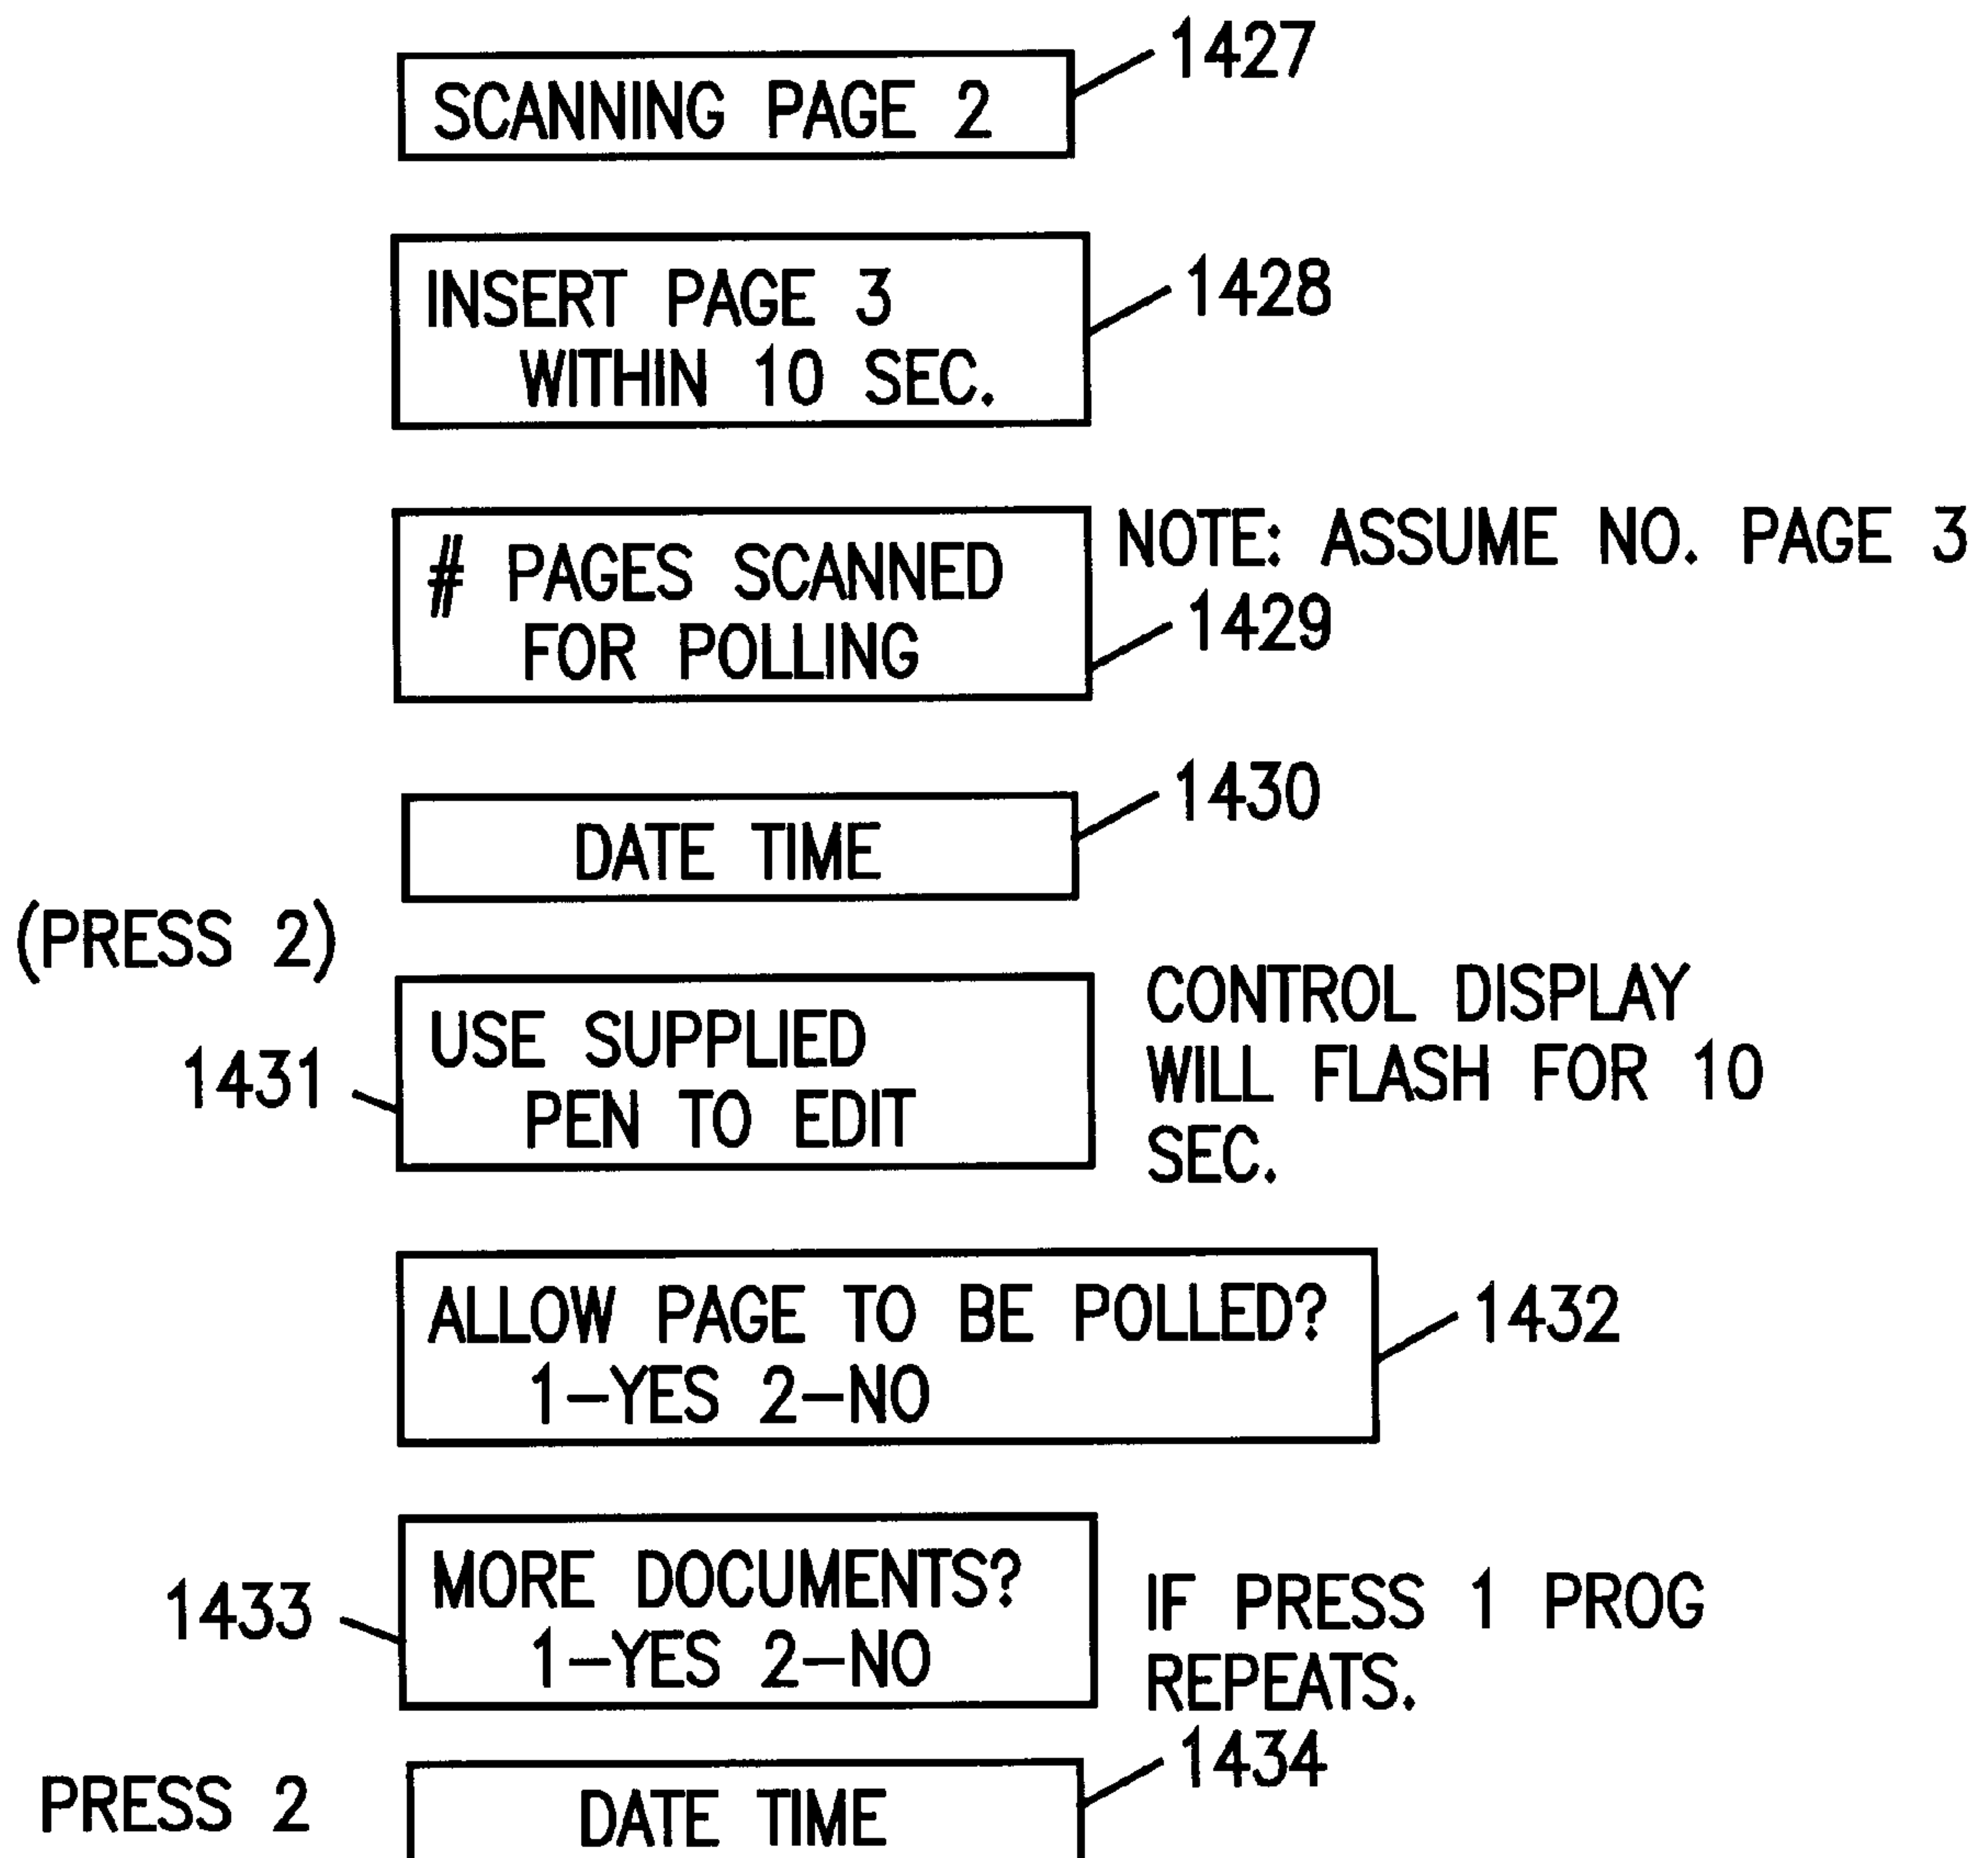 1427
SCANNING PAGE 2
INSERT PAGE 3
WITHIN 10 SEC.
1428
# PAGES SCANNED
FOR POLLING
NOTE: ASSUME NO. PAGE 3
1429
1430
DATE TIME
(PRESS 2)
1431
USE SUPPLIED
PEN TO EDIT
CONTROL DISPLAY
WILL FLASH FOR 10
SEC.
ALLOW PAGE TO BE POLLED?
1-YES 2-NO
1432
1433
MORE DOCUMENTS?
1-YES 2-NO
IF PRESS 1 PROG
REPEATS.
1434
PRESS 2
DATE TIME